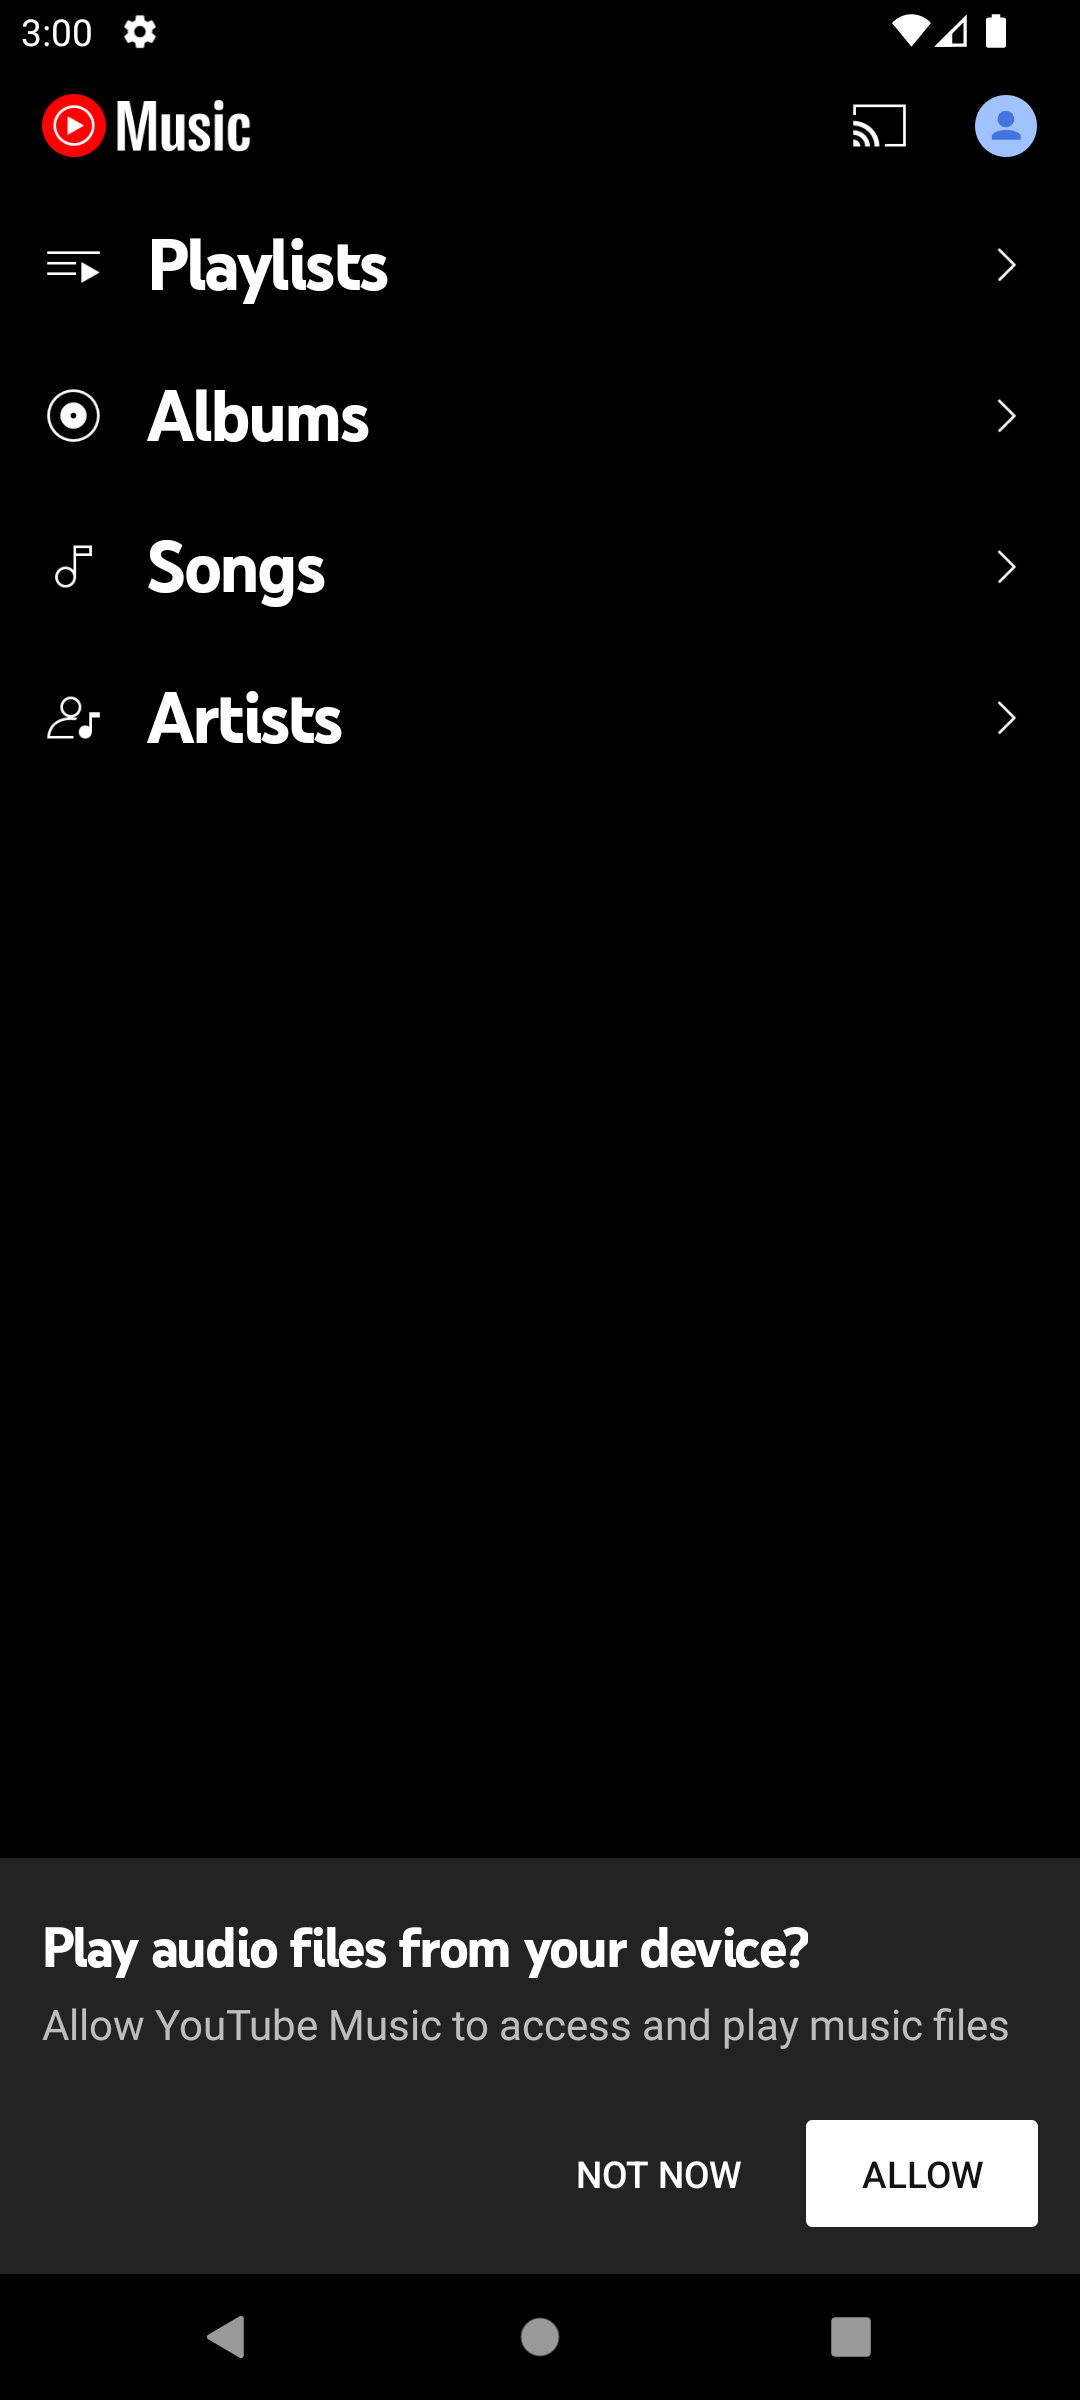 3:00
Music
Playlists
Albums
Songs
Artists
Play audio files from your device?
Allow YouTube Music to access and play music files
NOT NOW
ALLOW